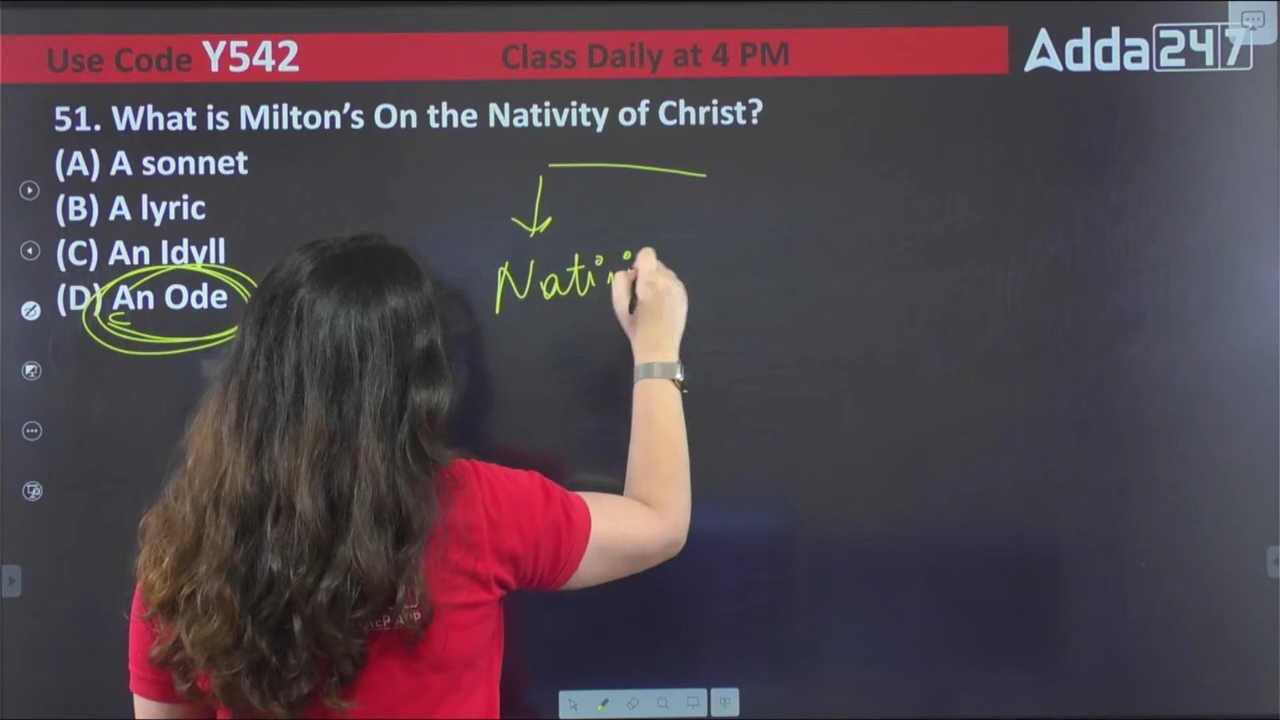 Use Code Y542 Class Daily at 4 PM Adda247
51. What is Milton's On the Nativity of Christ?
(A) A sonnet
(B) A lyric
(C) An Idyll
(D) An Ode